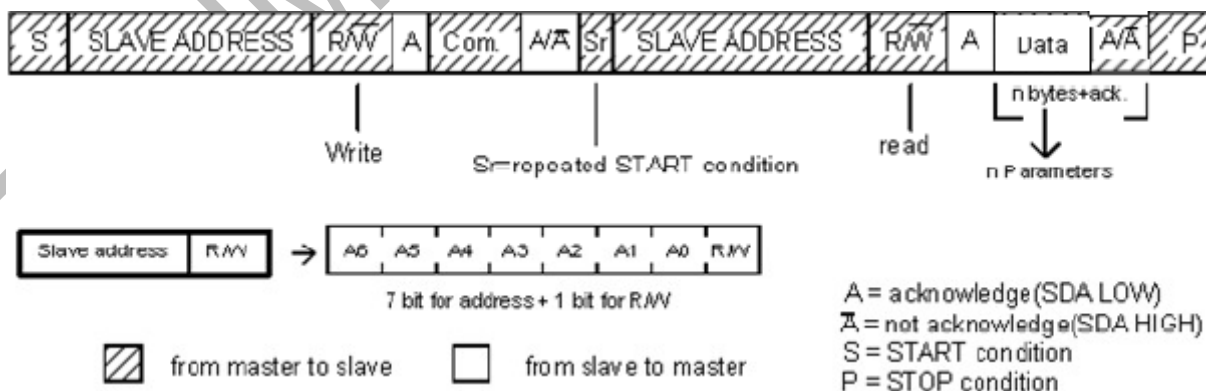 S SLAVE ADDRESS R/W̅ A Com. A/A̅ Sr SLAVE ADDRESS R/W̅ A Data A/A̅ P
n bytes+ack.
Write Sr=repeated START condition read
n Parameters
Slave address R/W → A6 A5 A4 A3 A2 A1 A0 R/W
7 bit for address + 1 bit for R/W
A = acknowledge(SDA LOW)
A̅ = not acknowledge(SDA HIGH)
from master to slave from slave to master
S = START condition
P = STOP condition